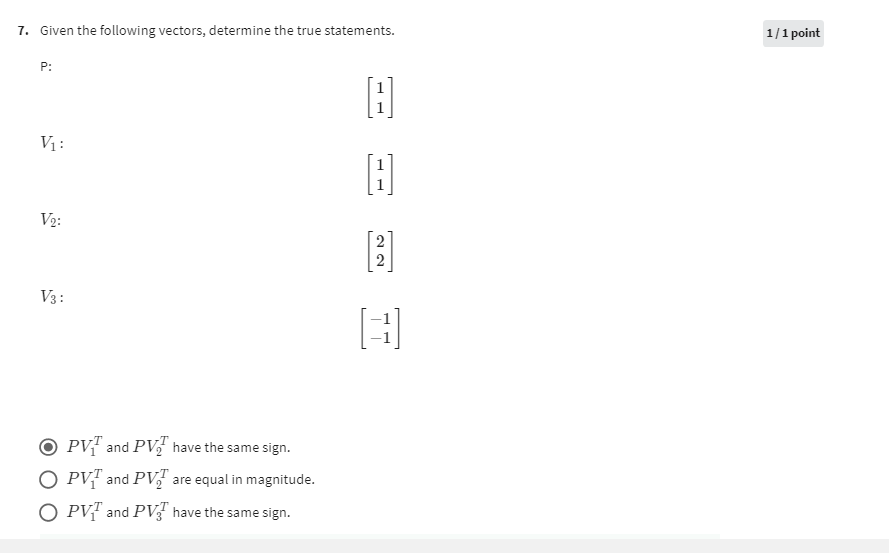 7. Given the following vectors, determine the true statements.
1 / 1 point
P:
[1
1]
V₁ :
[1
1]
V₂:
[2
2]
V₃ :
[−1
−1]
PV₁ᵀ and PV₂ᵀ have the same sign.
PV₁ᵀ and PV₂ᵀ are equal in magnitude.
PV₁ᵀ and PV₃ᵀ have the same sign.